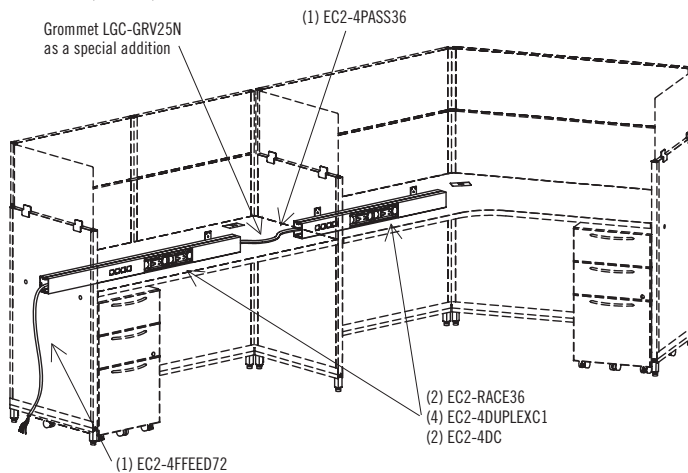 (1) EC2-4PASS36
Grommet LGC-GRV25N
as a special addition
(2) EC2-RACE36
(4) EC2-4DUPLEXC1
(2) EC2-4DC
(1) EC2-4FFEED72